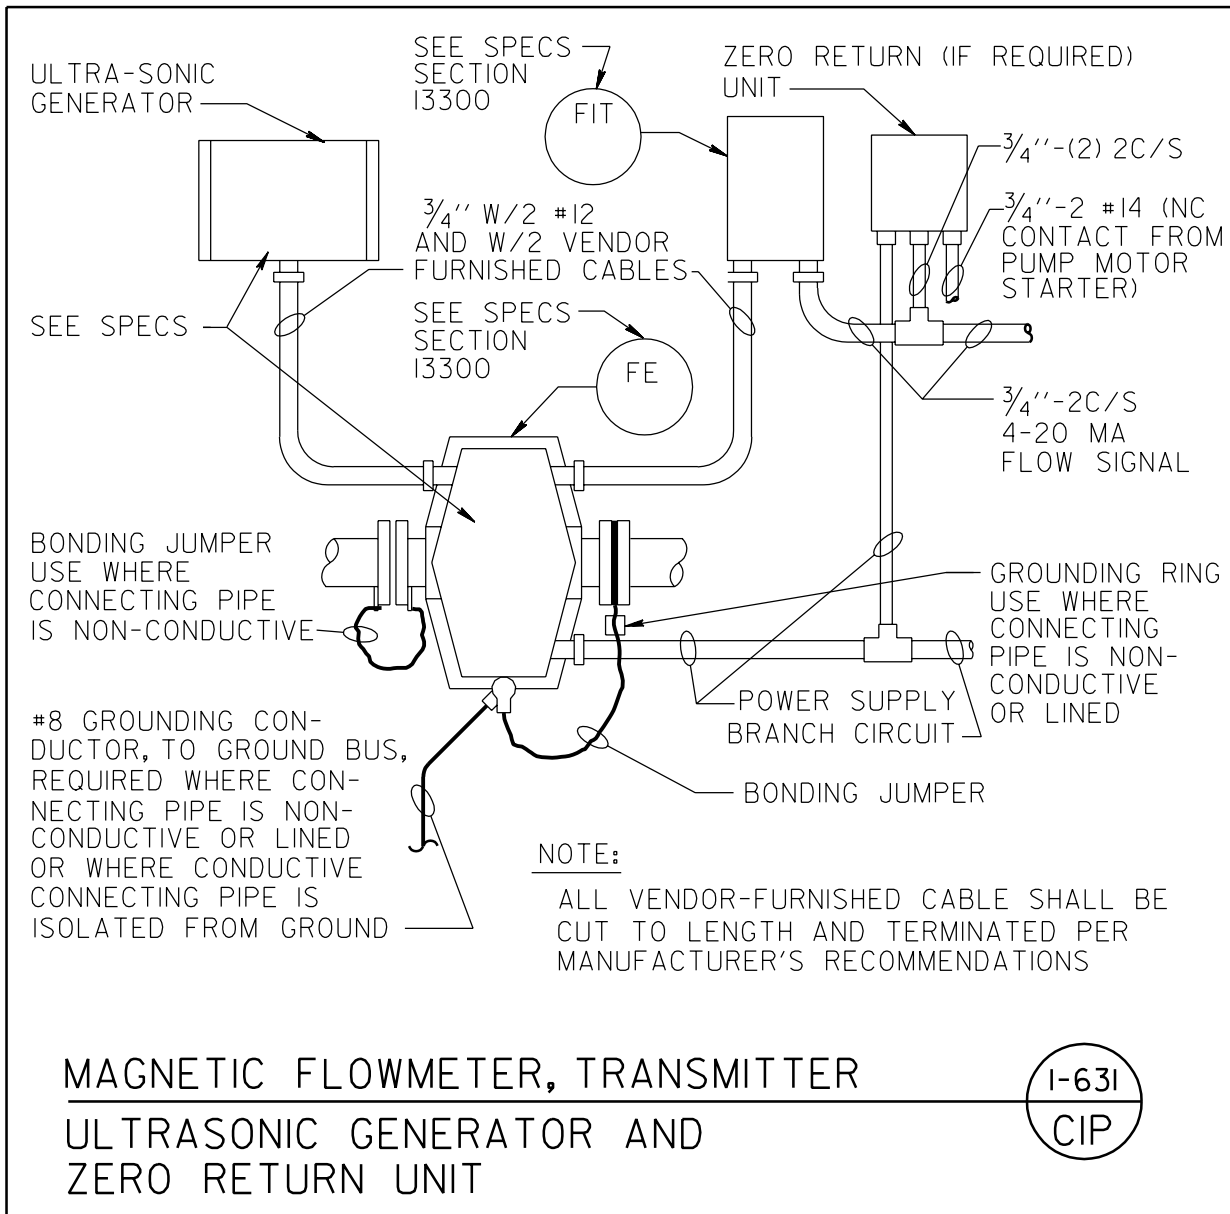 ULTRA-SONIC
GENERATOR
SEE SPECS
SECTION
13300
FIT
ZERO RETURN (IF REQUIRED)
UNIT
3/4''-(2) 2C/S
3/4''-2 #14 (NC
CONTACT FROM
PUMP MOTOR
STARTER)
3/4'' W/2 #12
AND W/2 VENDOR
FURNISHED CABLES
SEE SPECS
SEE SPECS
SECTION
13300
FE
3/4''-2C/S
4-20 MA
FLOW SIGNAL
BONDING JUMPER
USE WHERE
CONNECTING PIPE
IS NON-CONDUCTIVE
GROUNDING RING
USE WHERE
CONNECTING
PIPE IS NON-
CONDUCTIVE
OR LINED
POWER SUPPLY
BRANCH CIRCUIT
#8 GROUNDING CON-
DUCTOR, TO GROUND BUS,
REQUIRED WHERE CON-
NECTING PIPE IS NON-
CONDUCTIVE OR LINED
OR WHERE CONDUCTIVE
CONNECTING PIPE IS
ISOLATED FROM GROUND
BONDING JUMPER
NOTE:
ALL VENDOR-FURNISHED CABLE SHALL BE
CUT TO LENGTH AND TERMINATED PER
MANUFACTURER'S RECOMMENDATIONS
MAGNETIC FLOWMETER, TRANSMITTER
ULTRASONIC GENERATOR AND
ZERO RETURN UNIT
I-631
CIP